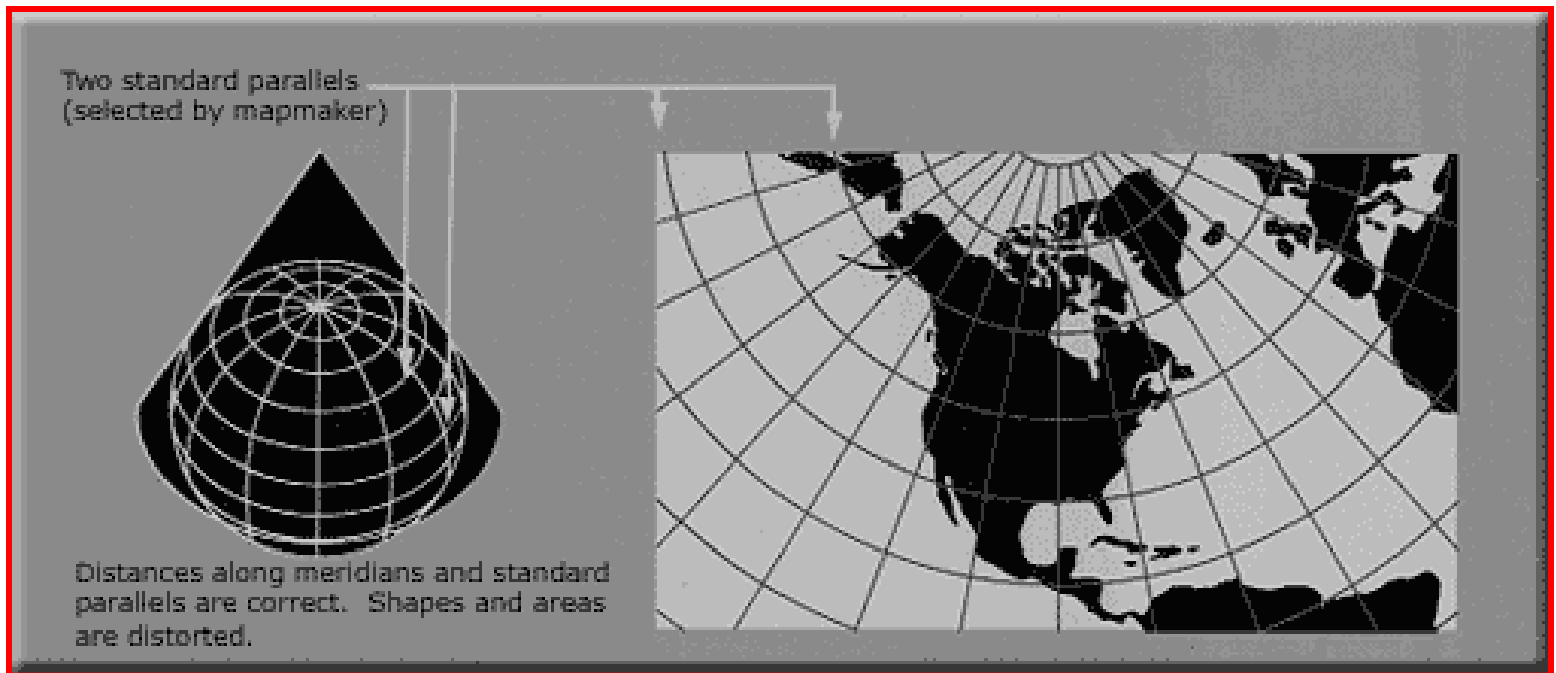 Two standard parallels
(selected by mapmaker)
Distances along meridians and standard
parallels are correct.  Shapes and areas
are distorted.